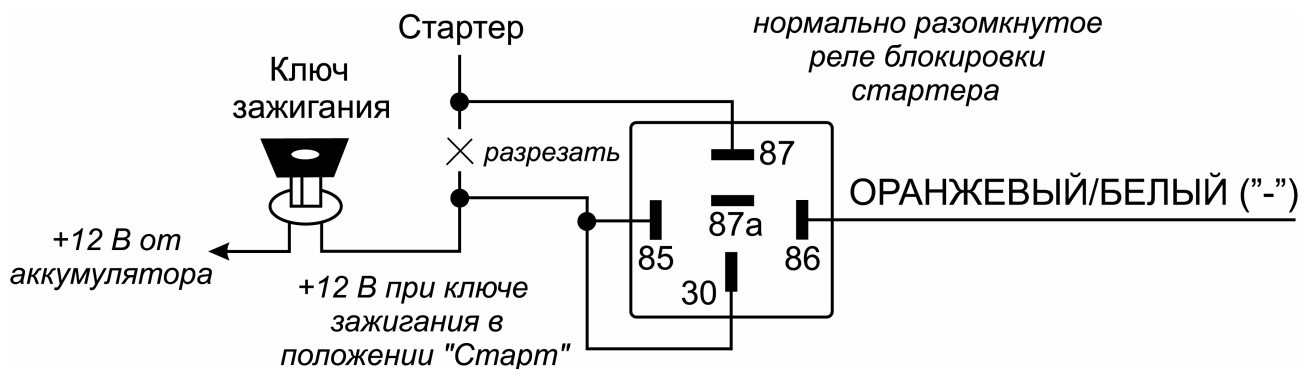 Стартер
нормально разомкнутое
реле блокировки
стартера
Ключ
зажигания
разрезать
87
87а
85
86
30
ОРАНЖЕВЫЙ/БЕЛЫЙ ("-")
+12 В от
аккумулятора
+12 В при ключе
зажигания в
положении "Старт"